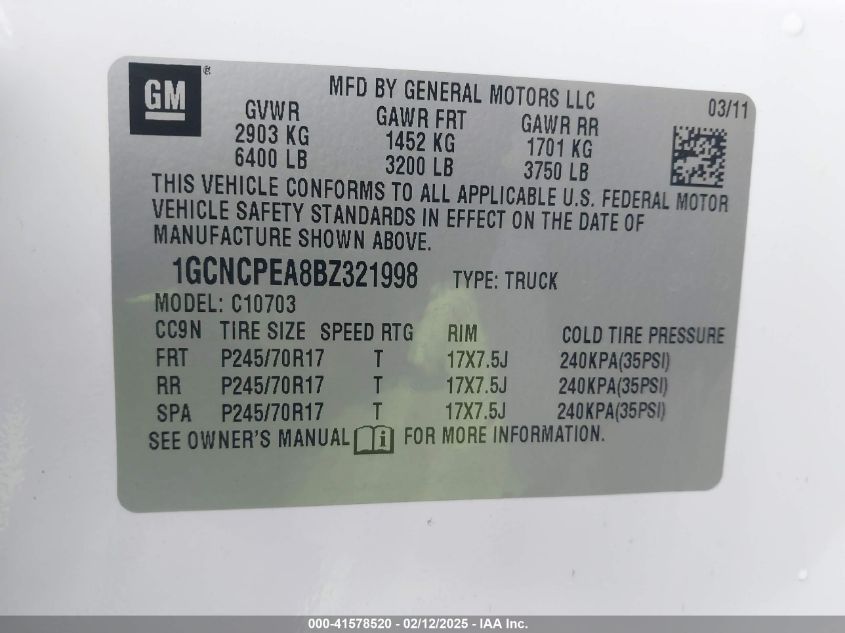 GM ®
MFD BY GENERAL MOTORS LLC 03/11
GVWR GAWR FRT GAWR RR
2903 KG 1452 KG 1701 KG
6400 LB 3200 LB 3750 LB
THIS VEHICLE CONFORMS TO ALL APPLICABLE U.S. FEDERAL MOTOR
VEHICLE SAFETY STANDARDS IN EFFECT ON THE DATE OF
MANUFACTURE SHOWN ABOVE.
1GCNCPEA8BZ321998 TYPE: TRUCK
MODEL: C10703
CC9N TIRE SIZE SPEED RTG RIM COLD TIRE PRESSURE
FRT P245/70R17 T 17X7.5J 240KPA(35PSI)
RR P245/70R17 T 17X7.5J 240KPA(35PSI)
SPA P245/70R17 T 17X7.5J 240KPA(35PSI)
SEE OWNER'S MANUAL i FOR MORE INFORMATION.
000-41578520 - 02/12/2025 - IAA Inc.